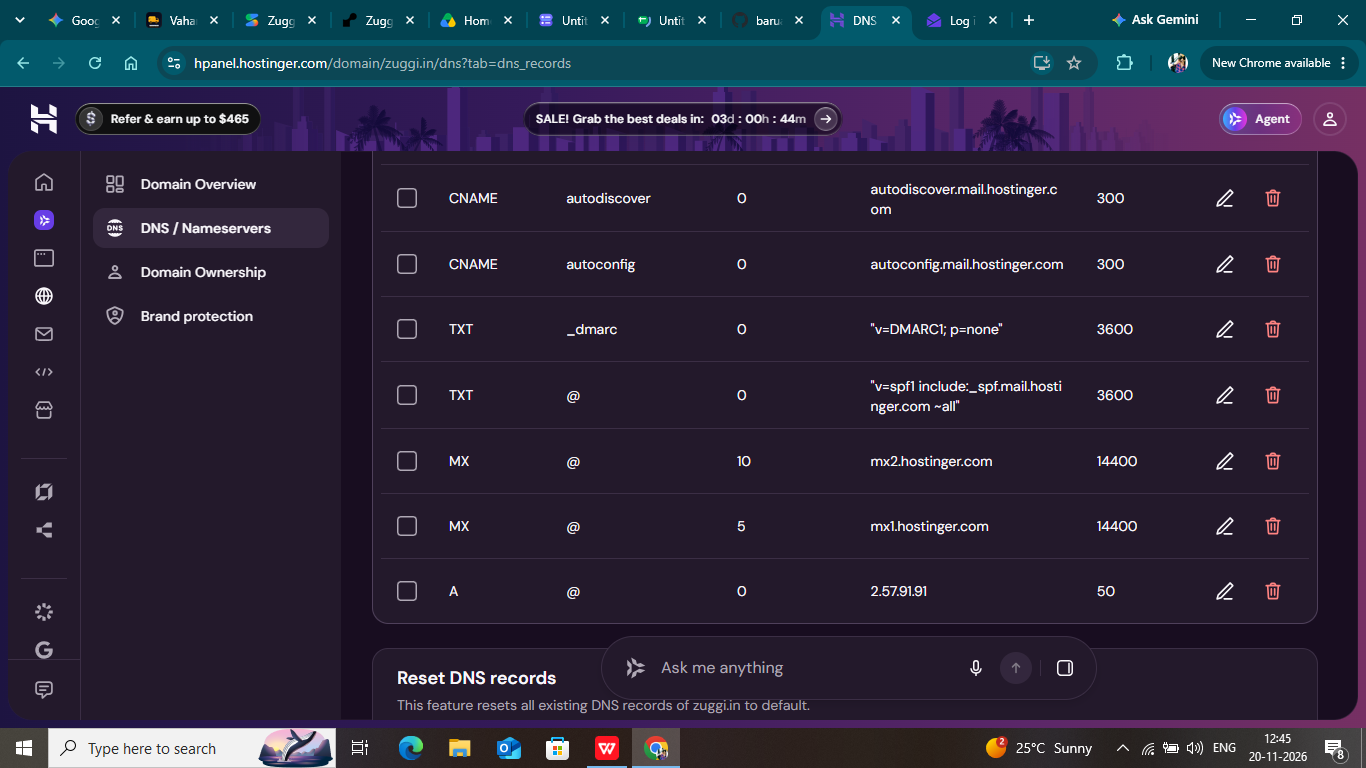 Goog
Vaha
Zugg
Zugg
Hom
Untit
Untit
bara
DNS
Log i
Ask Gemini
hpanel.hostinger.com/domain/zuggi.in/dns?tab=dns_records
New Chrome available
$ Refer & earn up to $465
SALE! Grab the best deals in: 03d : 00h : 44m
Agent
Domain Overview
DNS DNS / Nameservers
Domain Ownership
Brand protection
CNAME autodiscover 0 autodiscover.mail.hostinger.c
om 300
CNAME autoconfig 0 autoconfig.mail.hostinger.com 300
TXT _dmarc 0 "v=DMARC1; p=none" 3600
TXT @ 0 "v=spf1 include:_spf.mail.hosti
nger.com ~all" 3600
MX @ 10 mx2.hostinger.com 14400
MX @ 5 mx1.hostinger.com 14400
A @ 0 2.57.91.91 50
Reset DNS records
This feature resets all existing DNS records of zuggi.in to default.
Ask me anything
Type here to search
2
25°C Sunny
ENG
12:45
20-11-2026
8